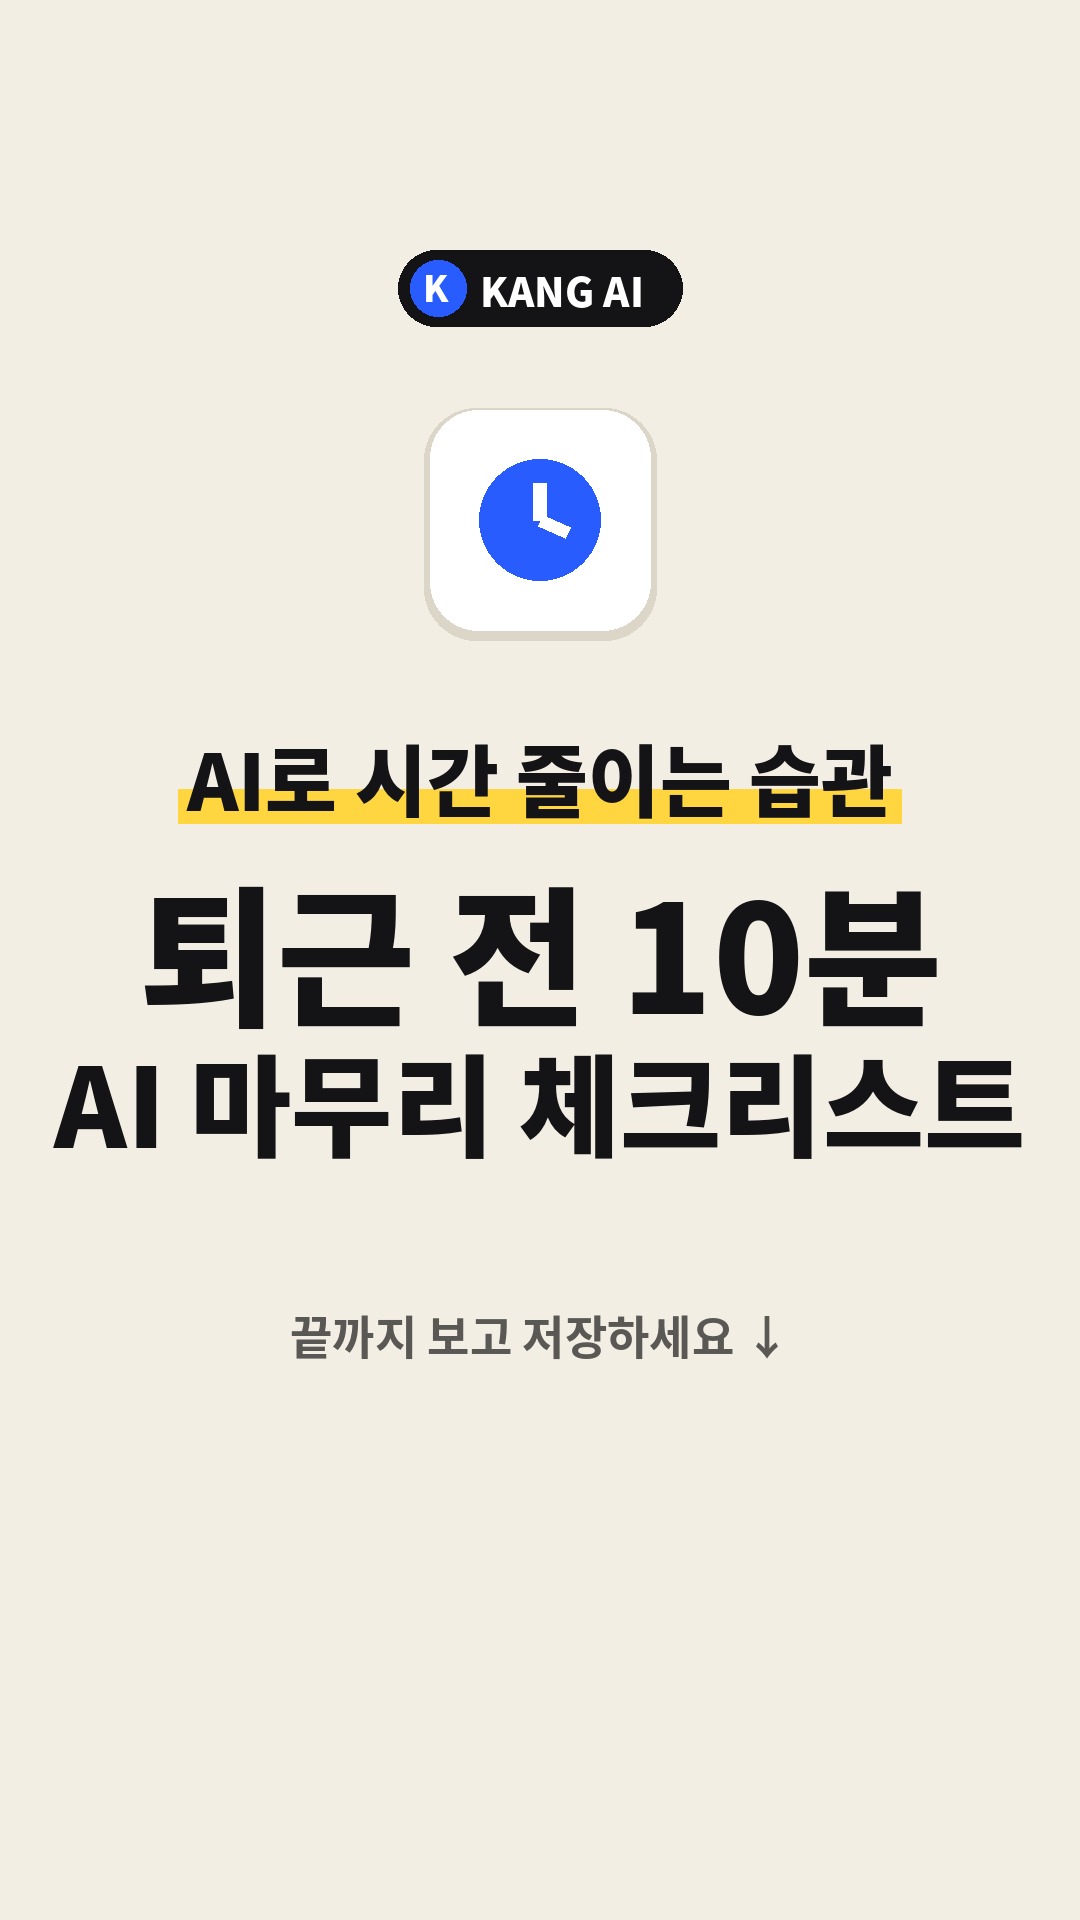 K KANG AI
AI로 시간 줄이는 습관
퇴근 전 10분
AI 마무리 체크리스트
끝까지 보고 저장하세요 ↓